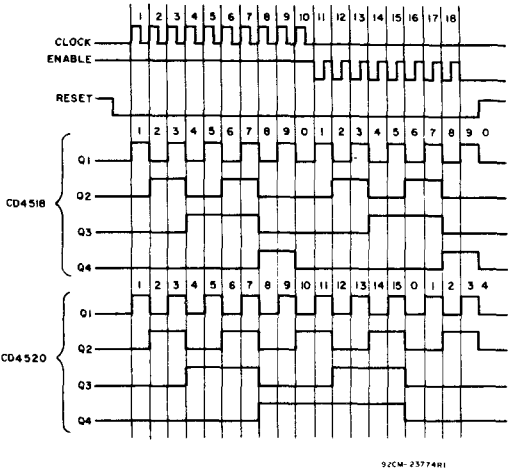 1 2 3 4 5 6 7 8 9 10 11 12 13 14 15 16 17 18
CLOCK
ENABLE
RESET
1 2 3 4 5 6 7 8 9 0 1 2 3 4 5 6 7 8 9 0
Q1
Q2
CD4518
Q3
Q4
1 2 3 4 5 6 7 8 9 10 11 12 13 14 15 0 1 2 3 4
Q1
Q2
CD4520
Q3
Q4
92CM-23774R1